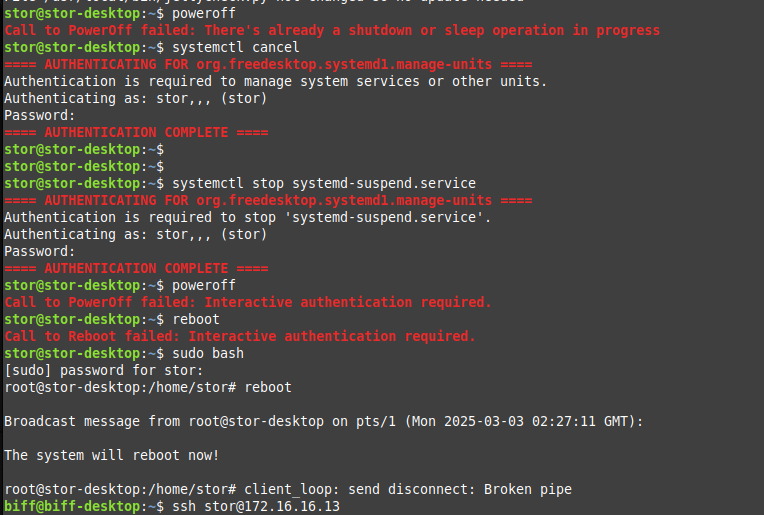 stor@stor-desktop:~$ poweroff
Call to PowerOff failed: There's already a shutdown or sleep operation in progress
stor@stor-desktop:~$ systemctl cancel
==== AUTHENTICATING FOR org.freedesktop.systemd1.manage-units ====
Authentication is required to manage system services or other units.
Authenticating as: stor,,, (stor)
Password:
==== AUTHENTICATION COMPLETE ====
stor@stor-desktop:~$
stor@stor-desktop:~$
stor@stor-desktop:~$ systemctl stop systemd-suspend.service
==== AUTHENTICATING FOR org.freedesktop.systemd1.manage-units ====
Authentication is required to stop 'systemd-suspend.service'.
Authenticating as: stor,,, (stor)
Password:
==== AUTHENTICATION COMPLETE ====
stor@stor-desktop:~$ poweroff
Call to PowerOff failed: Interactive authentication required.
stor@stor-desktop:~$ reboot
Call to Reboot failed: Interactive authentication required.
stor@stor-desktop:~$ sudo bash
[sudo] password for stor:
root@stor-desktop:/home/stor# reboot
Broadcast message from root@stor-desktop on pts/1 (Mon 2025-03-03 02:27:11 GMT):
The system will reboot now!
root@stor-desktop:/home/stor# client_loop: send disconnect: Broken pipe
biff@biff-desktop:~$ ssh stor@172.16.16.13